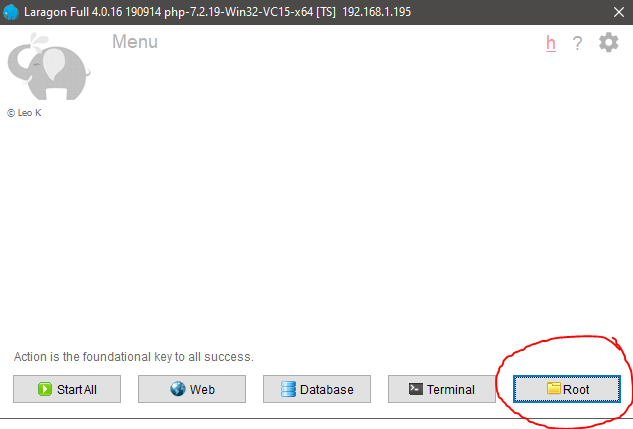 Laragon Full 4.0.16 190914 php-7.2.19-Win32-VC15-x64 [TS]  192.168.1.195
Menu
h ?
© Leo K
Action is the foundational key to all success.
Start All Web Database Terminal Root